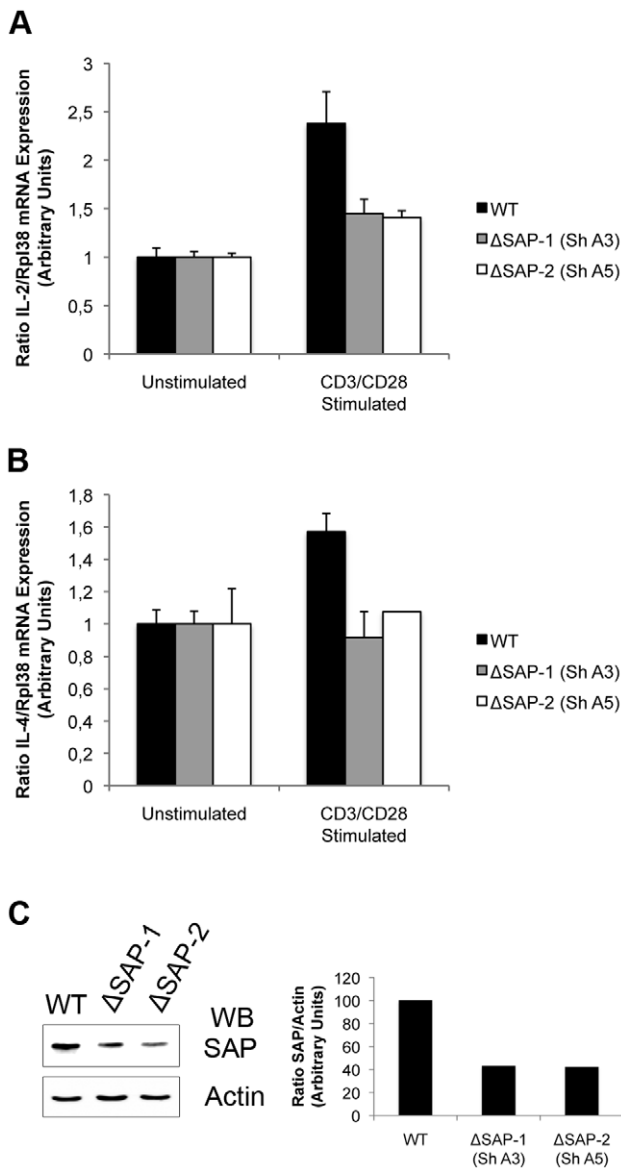 A
Ratio IL-2/Rpl38 mRNA Expression
(Arbitrary Units)
3
2,5
2
1,5
1
0,5
0
Unstimulated
CD3/CD28
Stimulated
WT
ΔSAP-1 (Sh A3)
ΔSAP-2 (Sh A5)
B
Ratio IL-4/Rpl38 mRNA Expression
(Arbitrary Units)
1,8
1,6
1,4
1,2
1
0,8
0,6
0,4
0,2
0
Unstimulated
CD3/CD28
Stimulated
WT
ΔSAP-1 (Sh A3)
ΔSAP-2 (Sh A5)
C
WT
ΔSAP-1
ΔSAP-2
WB
SAP
Actin
Ratio SAP/Actin
(Arbitrary Units)
120
100
80
60
40
20
0
WT
ΔSAP-1
(Sh A3)
ΔSAP-2
(Sh A5)